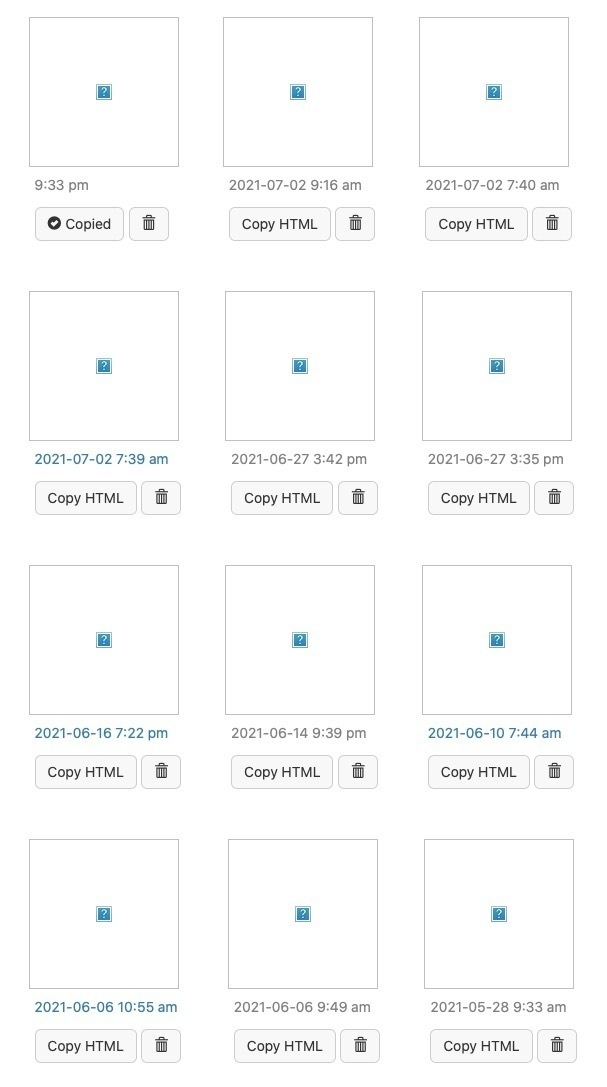 9:33 pm 2021-07-02 9:16 am 2021-07-02 7:40 am
Copied Copy HTML Copy HTML
2021-07-02 7:39 am 2021-06-27 3:42 pm 2021-06-27 3:35 pm
Copy HTML Copy HTML Copy HTML
2021-06-16 7:22 pm 2021-06-14 9:39 pm 2021-06-10 7:44 am
Copy HTML Copy HTML Copy HTML
2021-06-06 10:55 am 2021-06-06 9:49 am 2021-05-28 9:33 am
Copy HTML Copy HTML Copy HTML